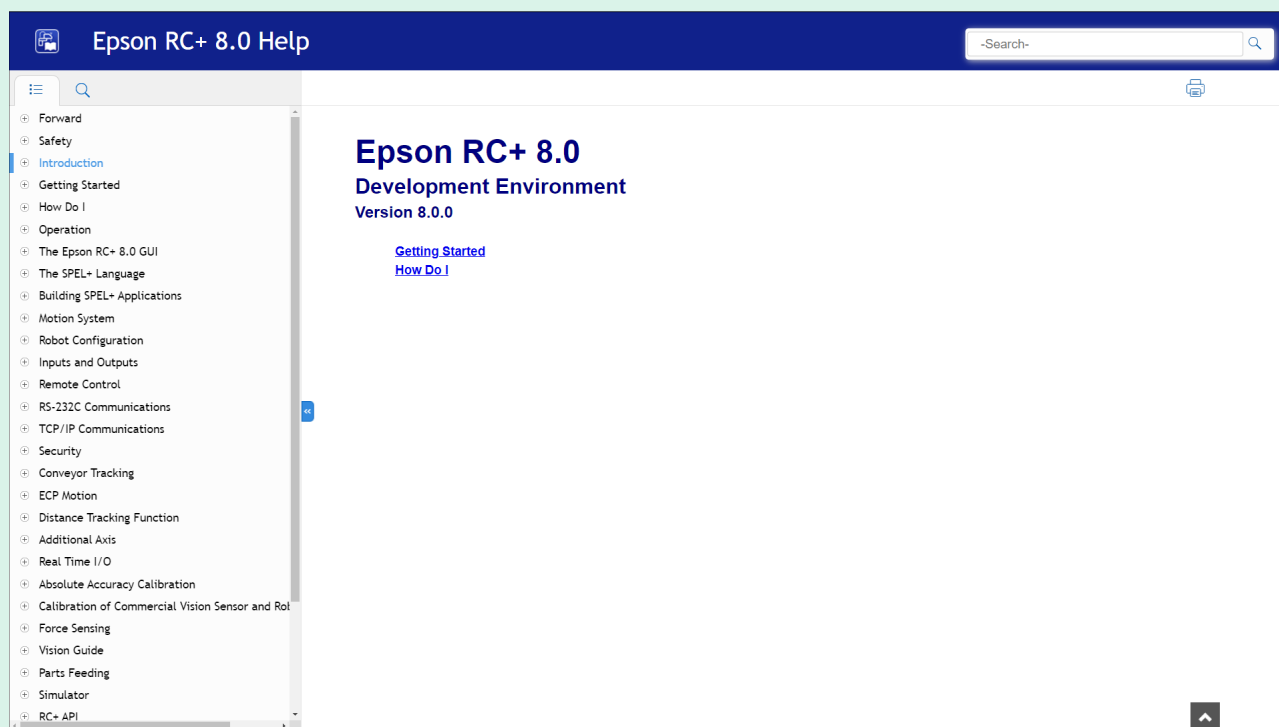 Epson RC+ 8.0 Help
-Search-
Forward
Safety
Introduction
Getting Started
How Do I
Operation
The Epson RC+ 8.0 GUI
The SPEL+ Language
Building SPEL+ Applications
Motion System
Robot Configuration
Inputs and Outputs
Remote Control
RS-232C Communications
TCP/IP Communications
Security
Conveyor Tracking
ECP Motion
Distance Tracking Function
Additional Axis
Real Time I/O
Absolute Accuracy Calibration
Calibration of Commercial Vision Sensor and
Force Sensing
Vision Guide
Parts Feeding
Simulator
RC+ API
Epson RC+ 8.0
Development Environment
Version 8.0.0
Getting Started
How Do I